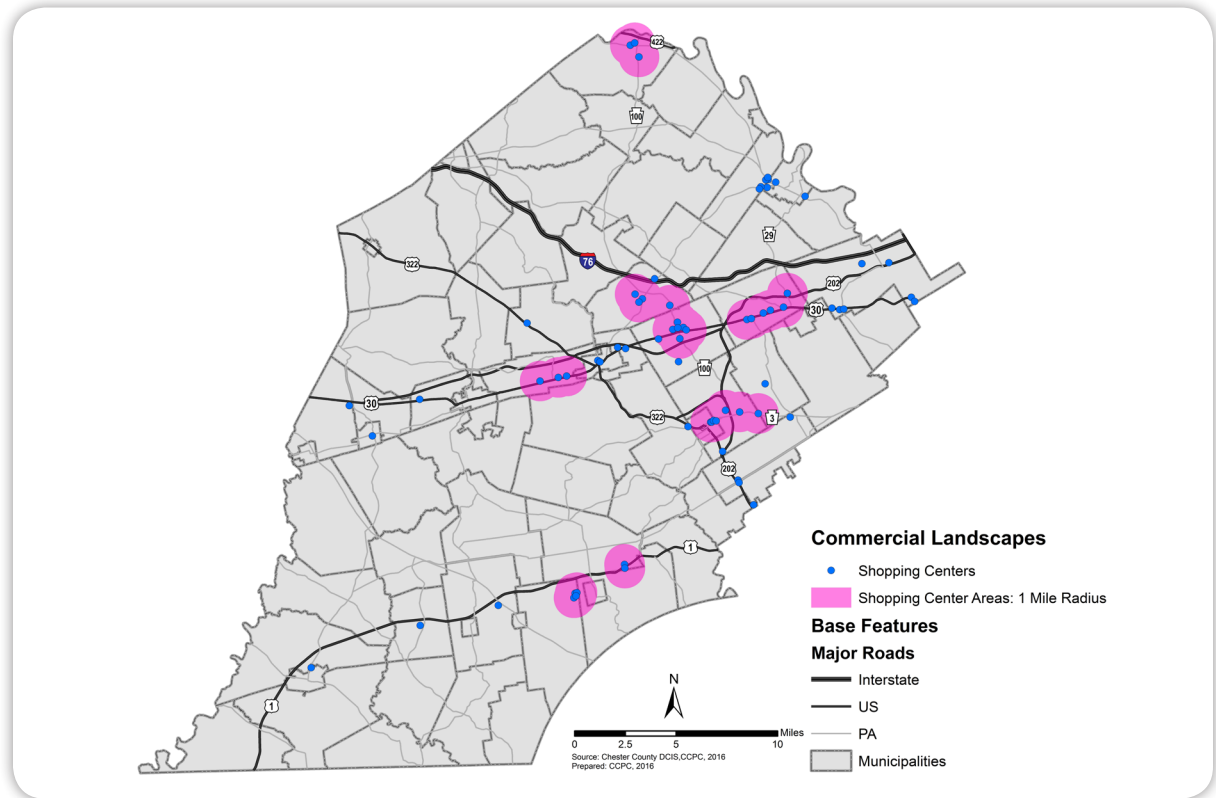 422
100
29
76
322
202
30
100
30
322
3
202
1
1
Commercial Landscapes
Shopping Centers
Shopping Center Areas: 1 Mile Radius
Base Features
Major Roads
Interstate
US
PA
Municipalities
N
Miles
0 2.5 5 10
Source: Chester County DCIS,CCPC, 2016
Prepared: CCPC, 2016